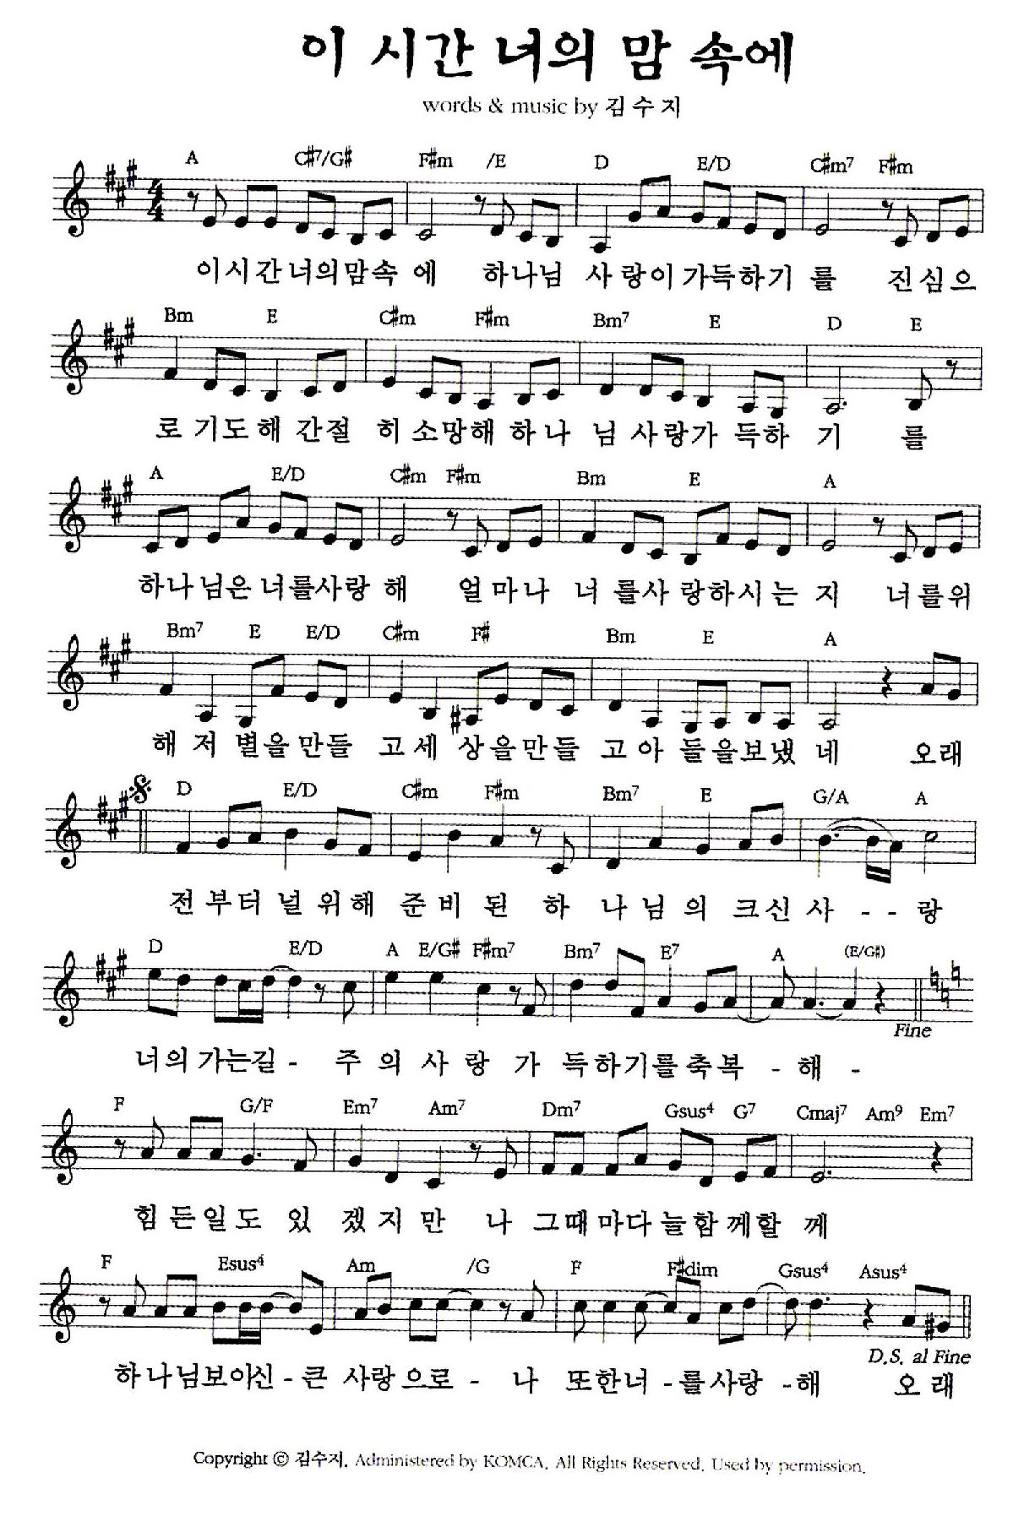 이 시간 너의 맘 속에
words & music by 김 수 지
A C#7/G# F#m /E D E/D C#m7 F#m
이시간너의맘속 에 하나님 사 랑이가득하기 를 진심으
Bm E C#m F#m Bm7 E D E
로 기도해 간절 히 소망해 하 나 님 사 랑가 득하 기 를
A E/D C#m F#m Bm E A
하나님은 너를사랑 해 얼마나 너 를사 랑하시는 지 너를위
Bm7 E E/D C#m F# Bm E A
해 저 별을 만들 고 세 상을만들 고 아 들을보냈 네 오래
D E/D C#m F#m Bm7 E G/A A
전 부터 널 위해 준 비 된 하 나 님 의 크신 사 - - 랑
D E/D A E/G# F#m7 Bm7 E7 A (E/G#)
Fine
너의 가는길 - 주 의 사 랑 가 득하기를축복 - 해 -
F G/F Em7 Am7 Dm7 Gsus4 G7 Cmaj7 Am9 Em7
힘 든일 도 있 겠 지 만 나 그때마다 늘함 께할 께
F Esus4 Am /G F F#dim Gsus4 Asus4
D.S. al Fine
하나님보이신 - 큰 사랑으로 - 나 또한너 - 를사랑 - 해 오 래
Copyright © 김수지. Administered by KOMCA. All Rights Reserved. Used by permission.